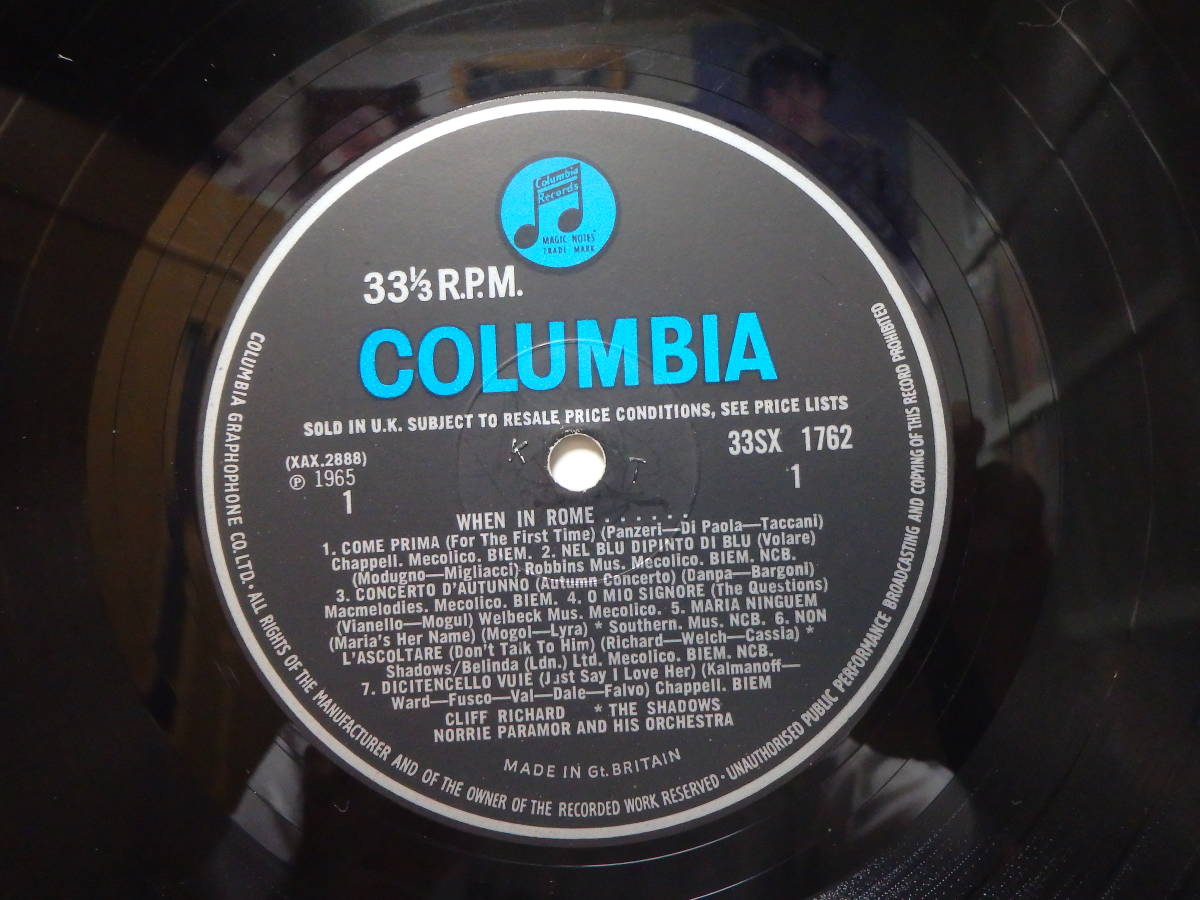 Columbia
Records
MAGIC NOTES
TRADE MARK
33⅓ R.P.M.
COLUMBIA
SOLD IN U.K. SUBJECT TO RESALE PRICE CONDITIONS, SEE PRICE LISTS
K T
(XAX.2888)
℗ 1965
1
33SX 1762
1
WHEN IN ROME . . . . . .
1. COME PRIMA (For The First Time) (Panzeri—Di Paola—Taccani)
Chappell. Mecolico. BIEM. 2. NEL BLU DIPINTO DI BLU (Volare)
(Modugno—Migliacci) Robbins Mus. Mecolico. BIEM. NCB.
3. CONCERTO D'AUTUNNO (Autumn Concerto) (Danpa—Bargoni)
Macmelodies. Mecolico. BIEM. 4. O MIO SIGNORE (The Questions)
(Vianello—Mogul) Welbeck Mus. Mecolico. 5. MARIA NINGUEM
(Maria's Her Name) (Mogol—Lyra) * Southern. Mus. NCB. 6. NON
L'ASCOLTARE (Don't Talk To Him) (Richard—Welch—Cassia) *
Shadows/Belinda (Ldn.) Ltd. Mecolico. BIEM. NCB.
7. DICITENCELLO VUIE (Just Say I Love Her) (Kalmanoff—
Ward—Fusco—Val—Dale—Falvo) Chappell. BIEM
CLIFF RICHARD * THE SHADOWS
NORRIE PARAMOR AND HIS ORCHESTRA
MADE IN Gt. BRITAIN
COLUMBIA GRAPHOPHONE CO. LTD. • ALL RIGHTS OF THE MANUFACTURER AND OF THE OWNER OF THE RECORDED WORK RESERVED • UNAUTHORISED PUBLIC PERFORMANCE BROADCASTING AND COPYING OF THIS RECORD PROHIBITED